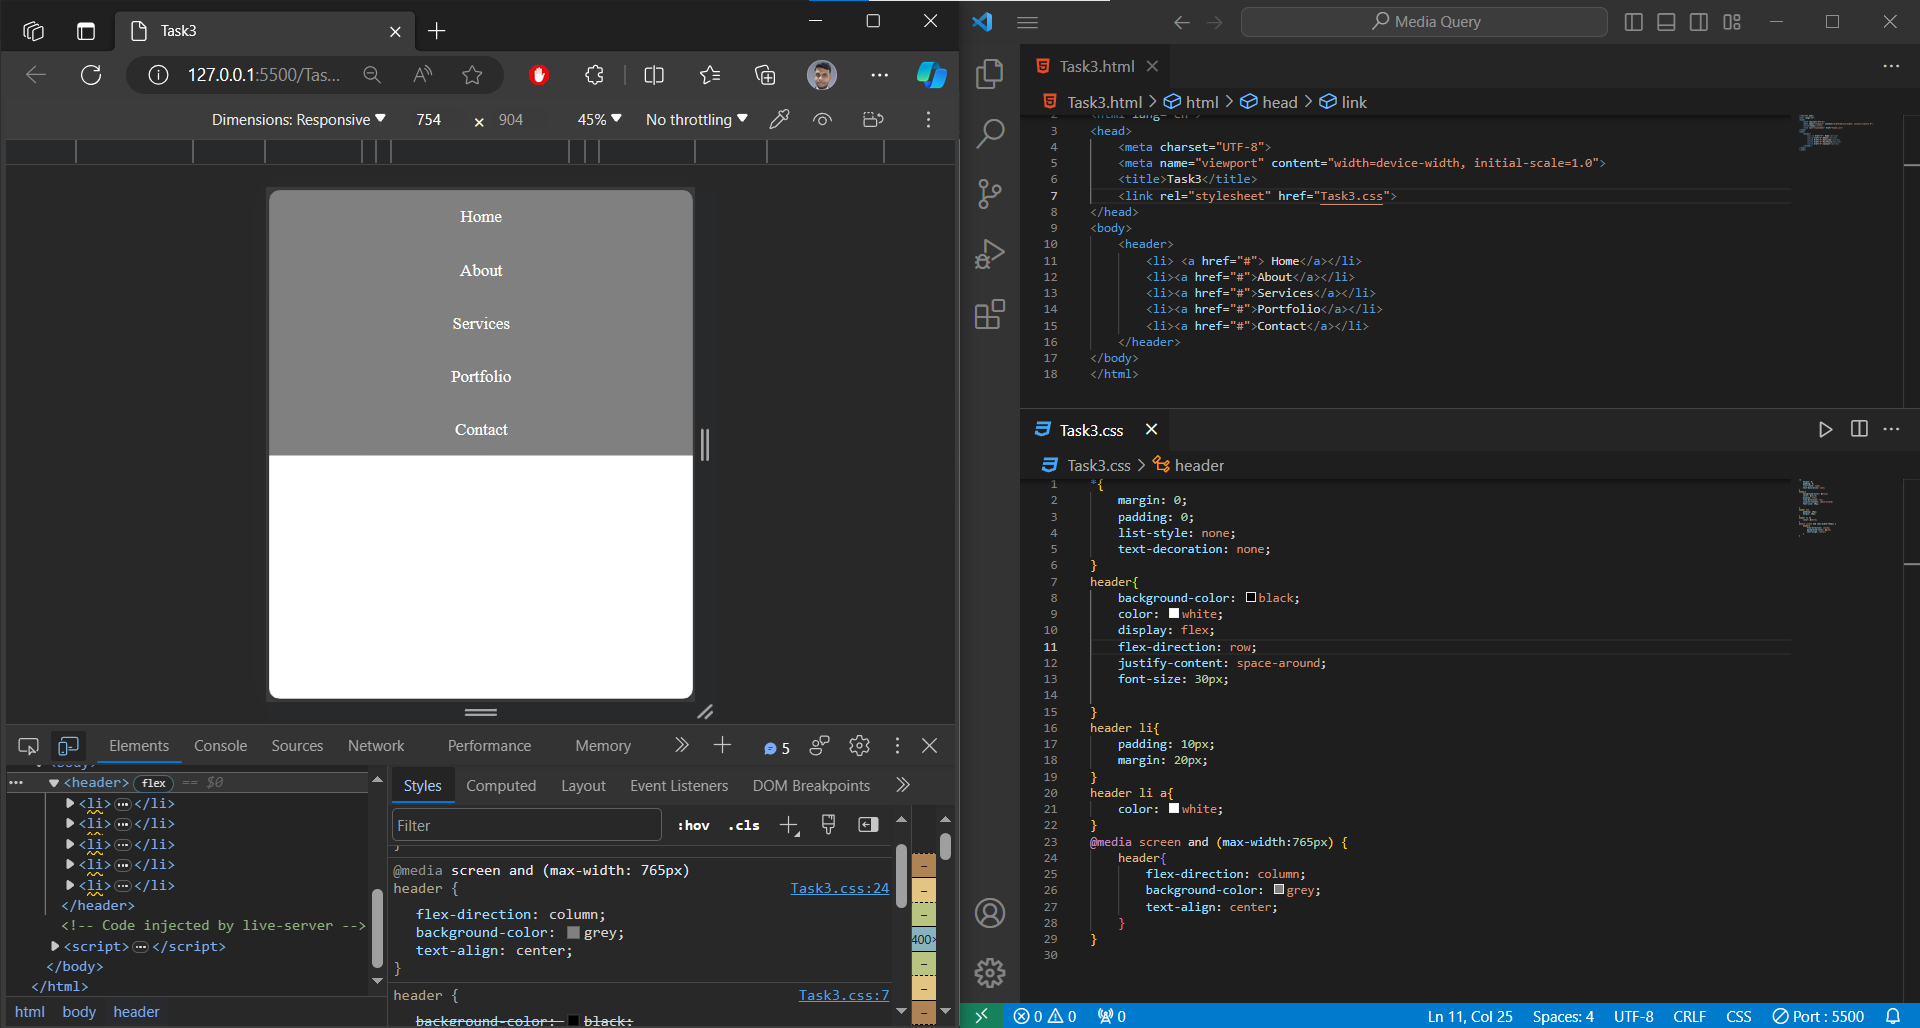 Task3
127.0.0.1:5500/Tas...
Dimensions: Responsive 754 × 904 45% No throttling
Home
About
Services
Portfolio
Contact
Elements Console Sources Network Performance Memory 5
<header> flex == $0
<li> ... </li>
<li> ... </li>
<li> ... </li>
<li> ... </li>
<li> ... </li>
</header>
<!-- Code injected by live-server -->
<script> ... </script>
</body>
</html>
html body header
Styles Computed Layout Event Listeners DOM Breakpoints
Filter :hov .cls
}
@media screen and (max-width: 765px)
header { Task3.css:24
flex-direction: column;
background-color: grey;
text-align: center;
}
header { Task3.css:7
background-color: black;
400×
Media Query
Task3.html
Task3.html > html > head > link
2 <html lang="en">
3 <head>
4 <meta charset="UTF-8">
5 <meta name="viewport" content="width=device-width, initial-scale=1.0">
6 <title>Task3</title>
7 <link rel="stylesheet" href="Task3.css">
8 </head>
9 <body>
10 <header>
11 <li> <a href="#"> Home</a></li>
12 <li><a href="#">About</a></li>
13 <li><a href="#">Services</a></li>
14 <li><a href="#">Portfolio</a></li>
15 <li><a href="#">Contact</a></li>
16 </header>
17 </body>
18 </html>
Task3.css
Task3.css > header
1 *{
2 margin: 0;
3 padding: 0;
4 list-style: none;
5 text-decoration: none;
6 }
7 header{
8 background-color: black;
9 color: white;
10 display: flex;
11 flex-direction: row;
12 justify-content: space-around;
13 font-size: 30px;
14
15 }
16 header li{
17 padding: 10px;
18 margin: 20px;
19 }
20 header li a{
21 color: white;
22 }
23 @media screen and (max-width:765px) {
24 header{
25 flex-direction: column;
26 background-color: grey;
27 text-align: center;
28 }
29 }
30
0 0 0 Ln 11, Col 25 Spaces: 4 UTF-8 CRLF CSS Port : 5500